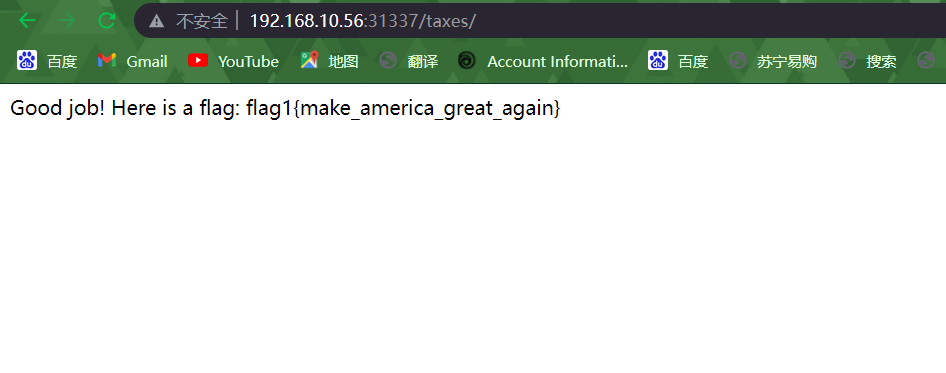 不安全 192.168.10.56:31337/taxes/
百度 Gmail YouTube 地图 翻译 Account Informati... 百度 苏宁易购 搜索
Good job! Here is a flag: flag1{make_america_great_again}